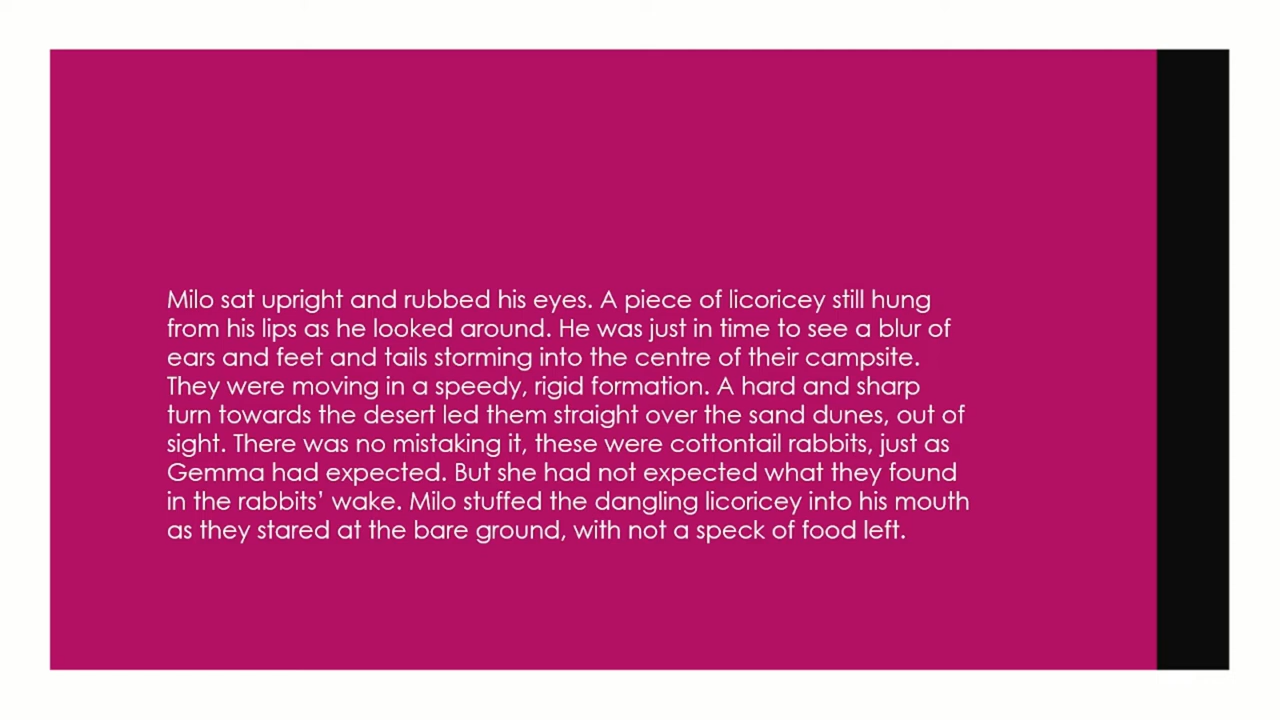 Milo sat upright and rubbed his eyes. A piece of licoricey still hung
from his lips as he looked around. He was just in time to see a blur of
ears and feet and tails storming into the centre of their campsite.
They were moving in a speedy, rigid formation. A hard and sharp
turn towards the desert led them straight over the sand dunes, out of
sight. There was no mistaking it, these were cottontail rabbits, just as
Gemma had expected. But she had not expected what they found
in the rabbits’ wake. Milo stuffed the dangling licoricey into his mouth
as they stared at the bare ground, with not a speck of food left.